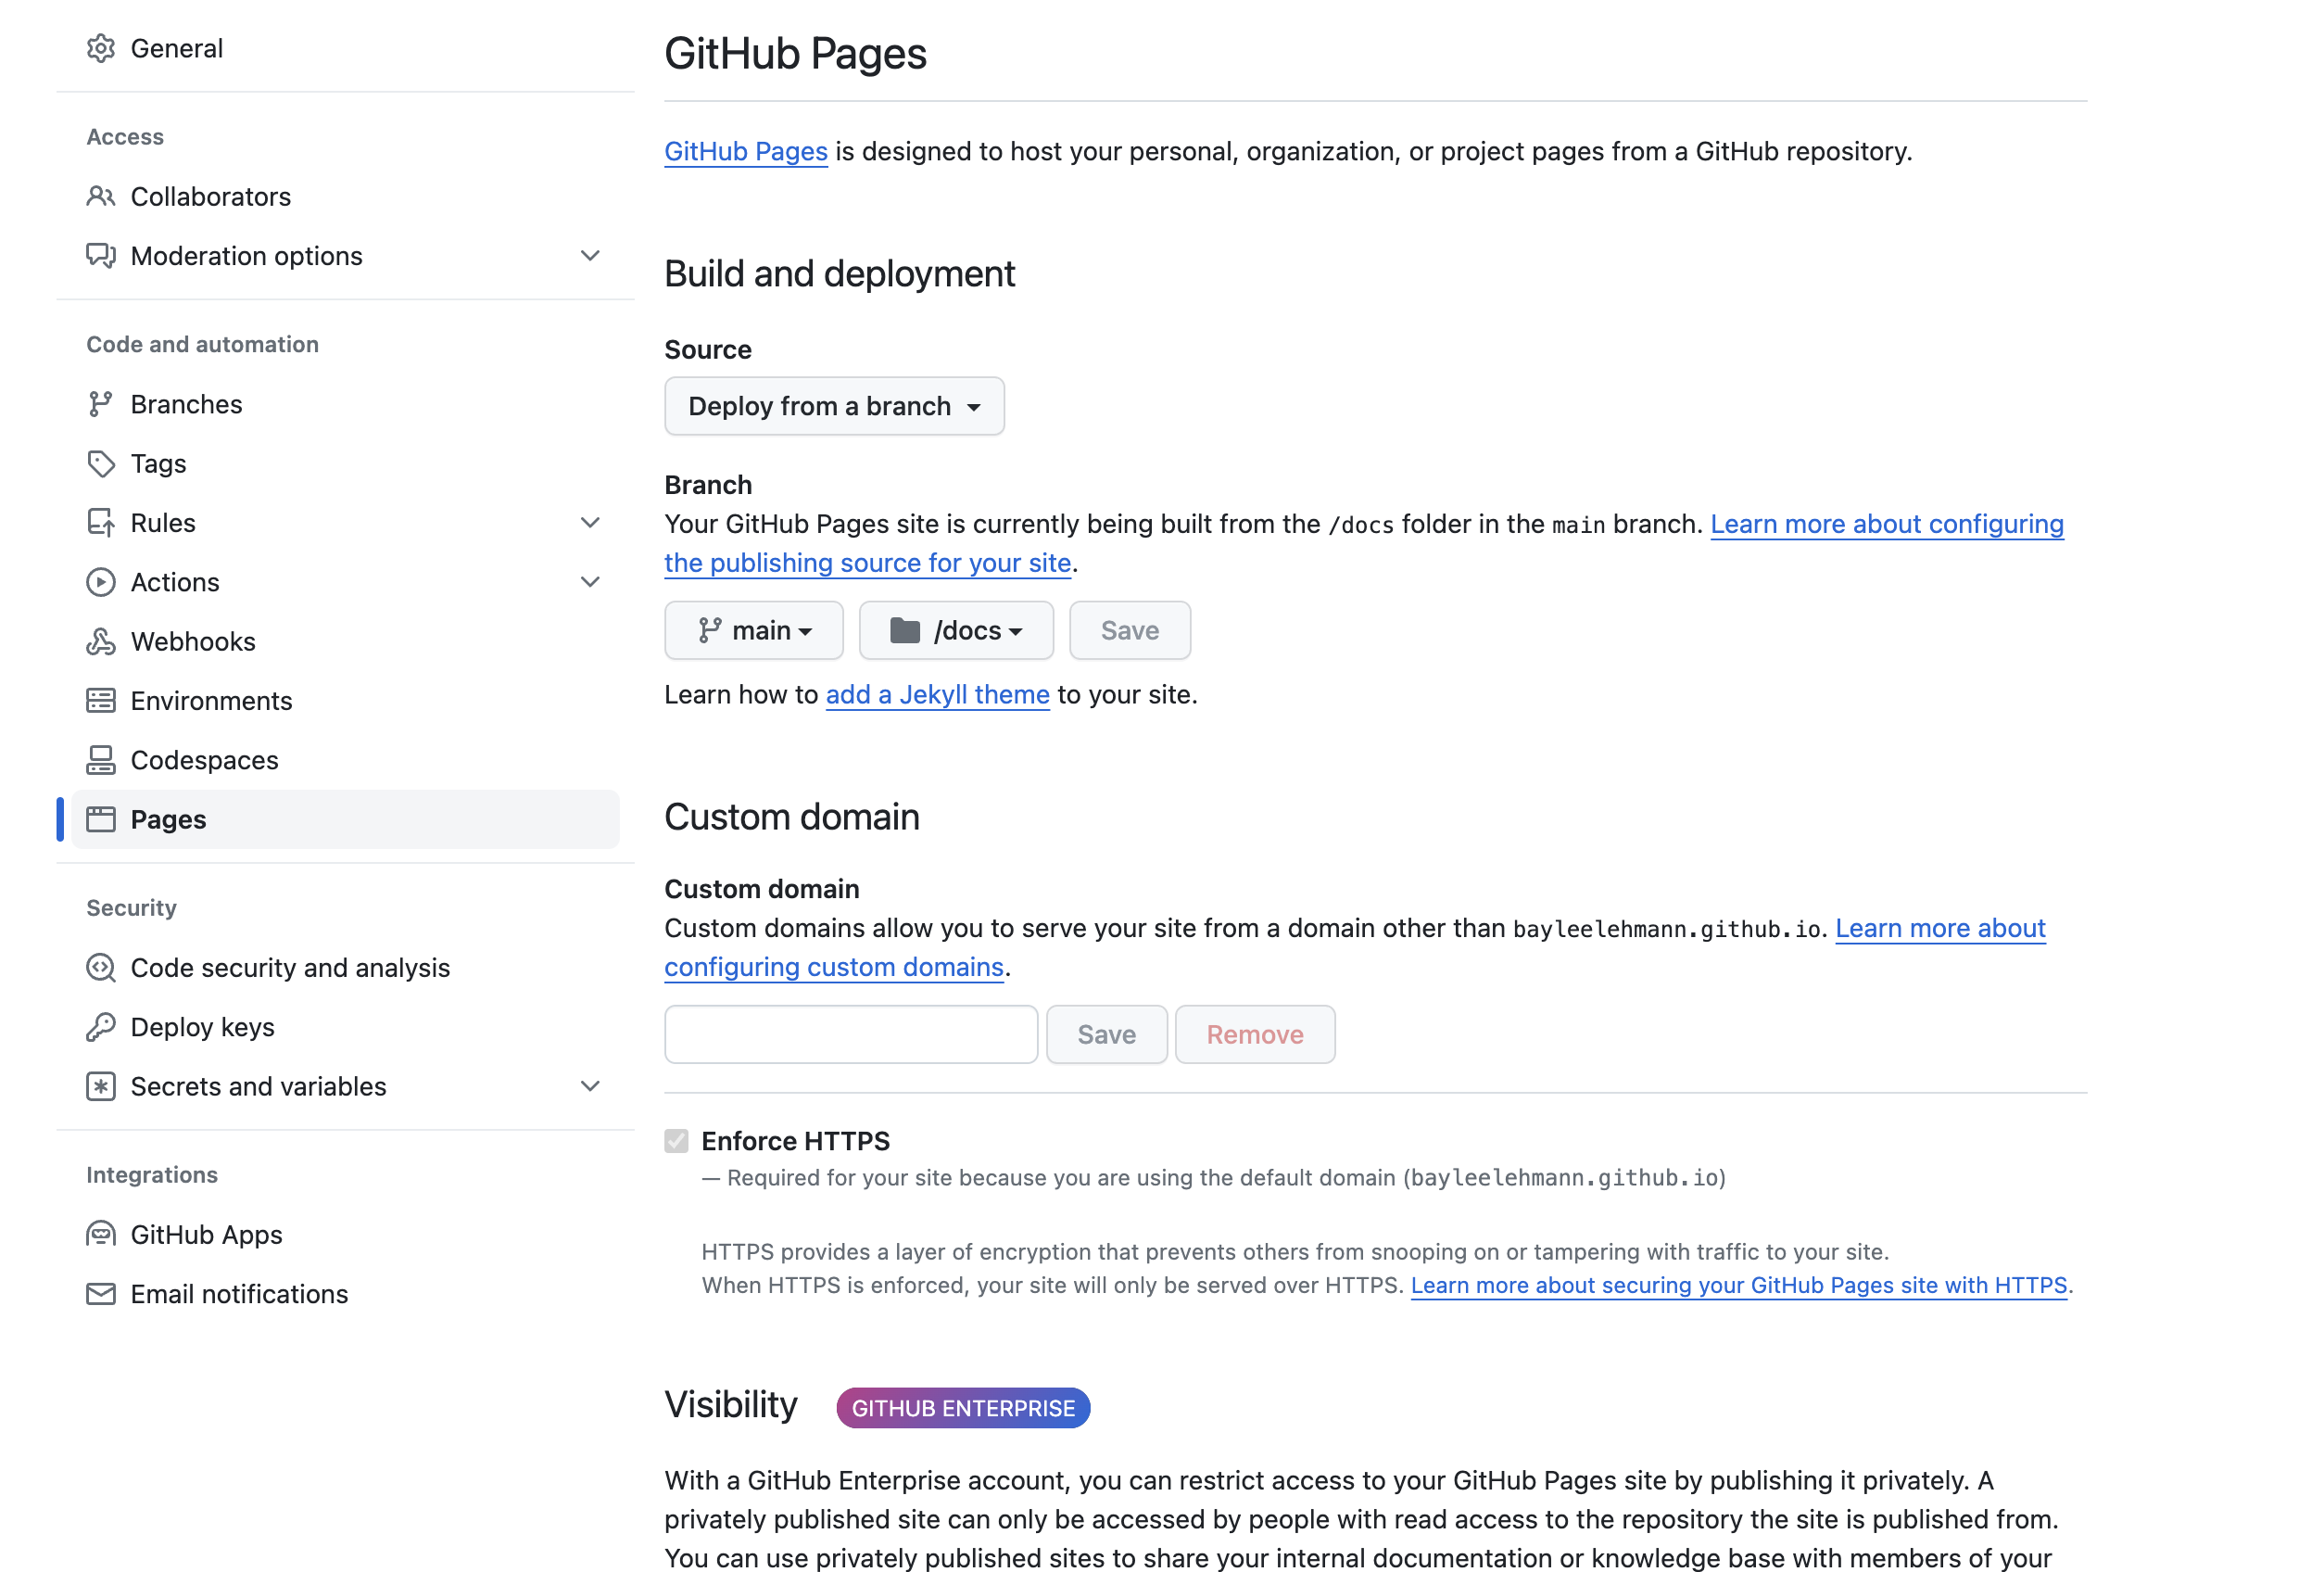 General
Access
Collaborators
Moderation options
Code and automation
Branches
Tags
Rules
Actions
Webhooks
Environments
Codespaces
Pages
Security
Code security and analysis
Deploy keys
Secrets and variables
Integrations
GitHub Apps
Email notifications
GitHub Pages
GitHub Pages is designed to host your personal, organization, or project pages from a GitHub repository.
Build and deployment
Source
Deploy from a branch
Branch
Your GitHub Pages site is currently being built from the /docs folder in the main branch. Learn more about configuring
the publishing source for your site.
main /docs Save
Learn how to add a Jekyll theme to your site.
Custom domain
Custom domain
Custom domains allow you to serve your site from a domain other than bayleelehmann.github.io. Learn more about
configuring custom domains.
Save Remove
Enforce HTTPS
— Required for your site because you are using the default domain (bayleelehmann.github.io)
HTTPS provides a layer of encryption that prevents others from snooping on or tampering with traffic to your site.
When HTTPS is enforced, your site will only be served over HTTPS. Learn more about securing your GitHub Pages site with HTTPS.
Visibility GITHUB ENTERPRISE
With a GitHub Enterprise account, you can restrict access to your GitHub Pages site by publishing it privately. A
privately published site can only be accessed by people with read access to the repository the site is published from.
You can use privately published sites to share your internal documentation or knowledge base with members of your